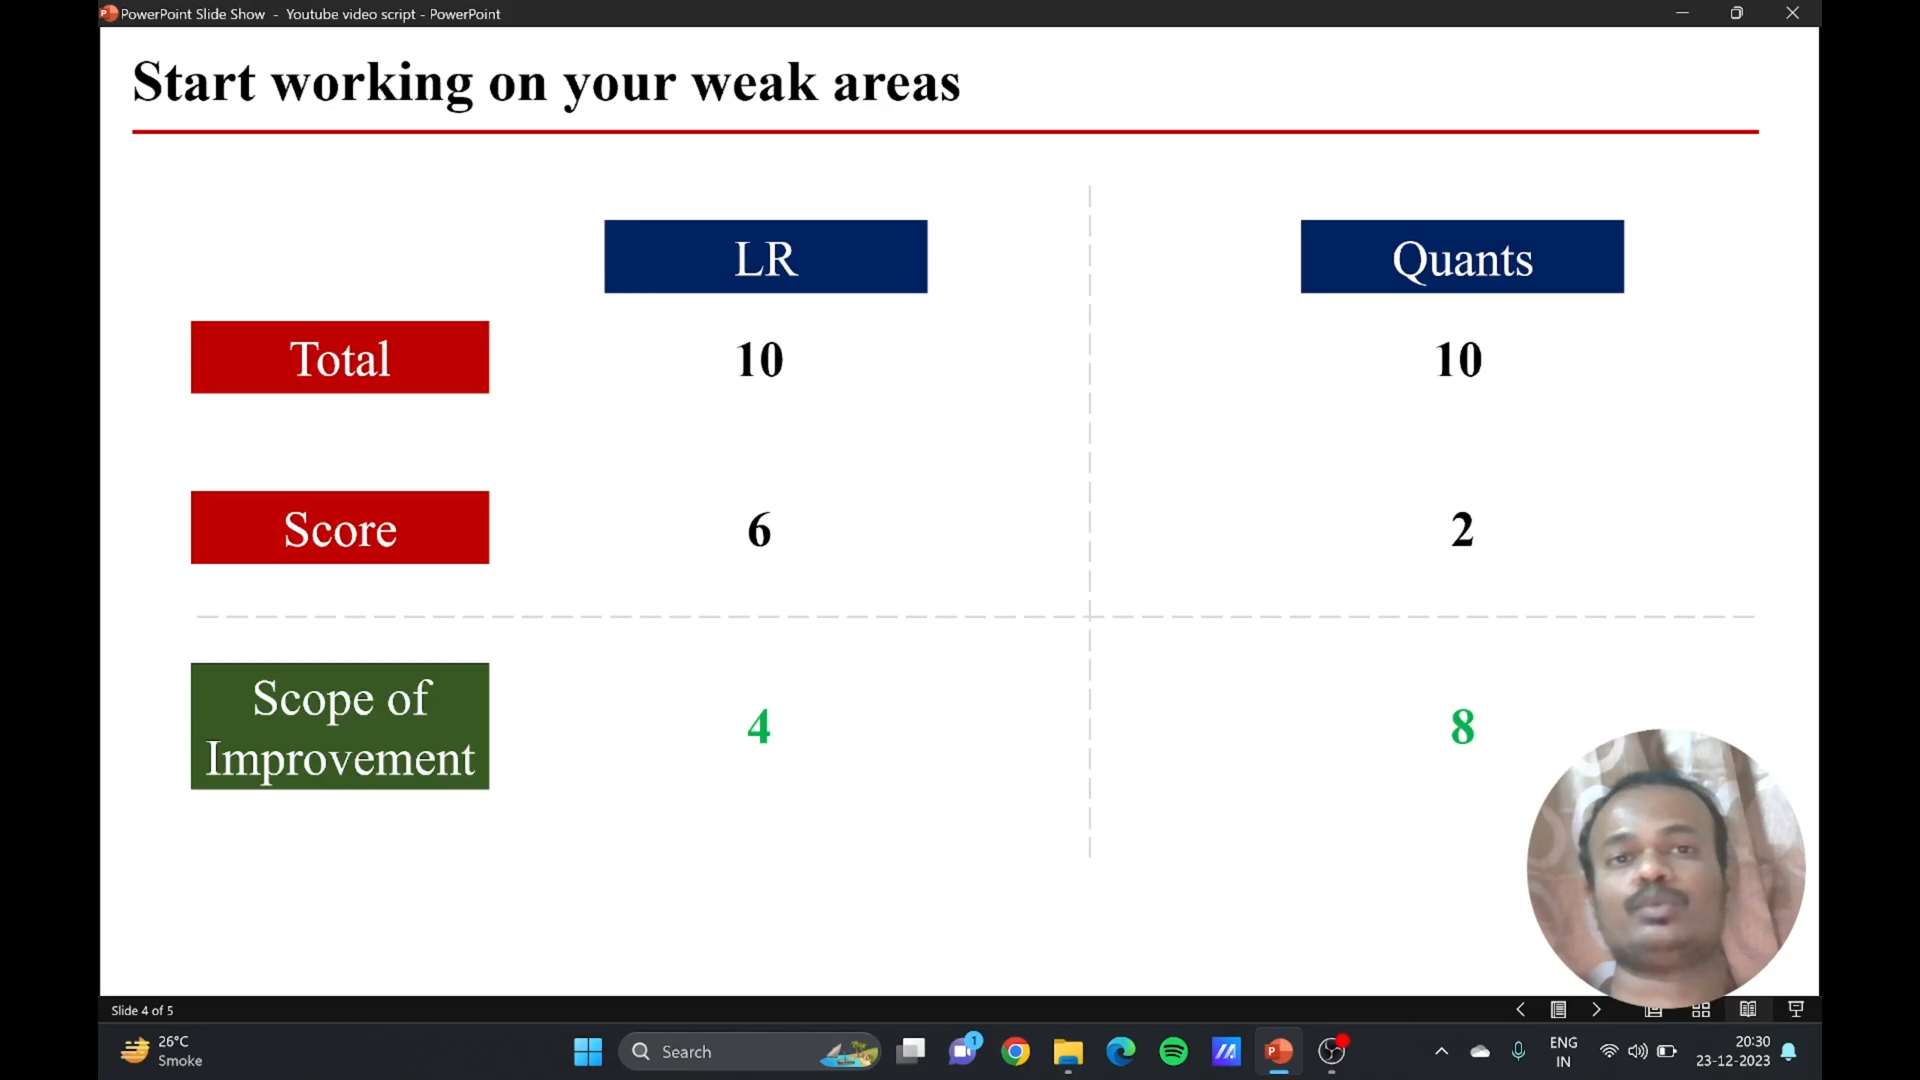 PowerPoint Slide Show - Youtube video script - PowerPoint
Start working on your weak areas
LR
Quants
Total
10
10
Score
6
2
Scope of
Improvement
4
8
Slide 4 of 5
26°C
Smoke
Search
1
ENG
IN
20:30
23-12-2023